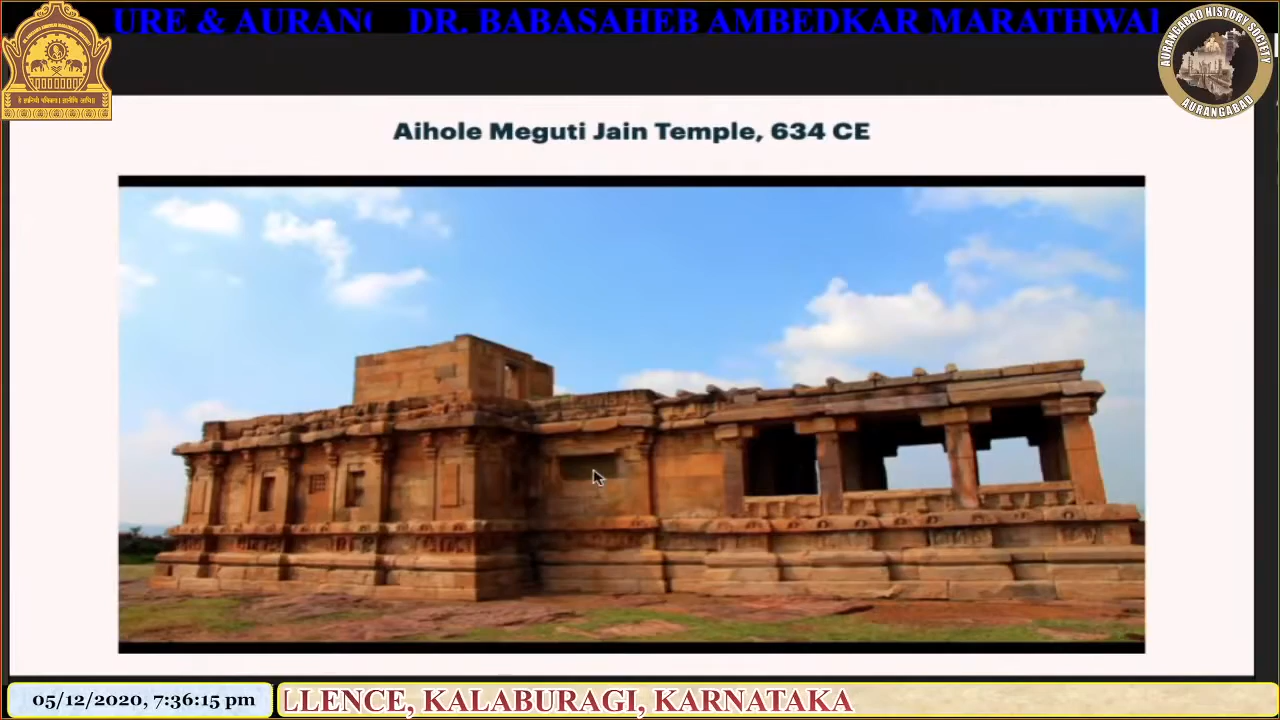 URE & AURANG DR. BABASAHEB AMBEDKAR MARATHWA
AURANGABAD HISTORY SOCIETY
AURANGABAD
Aihole Meguti Jain Temple, 634 CE
05/12/2020, 7:36:15 pm
LLENCE, KALABURAGI, KARNATAKA